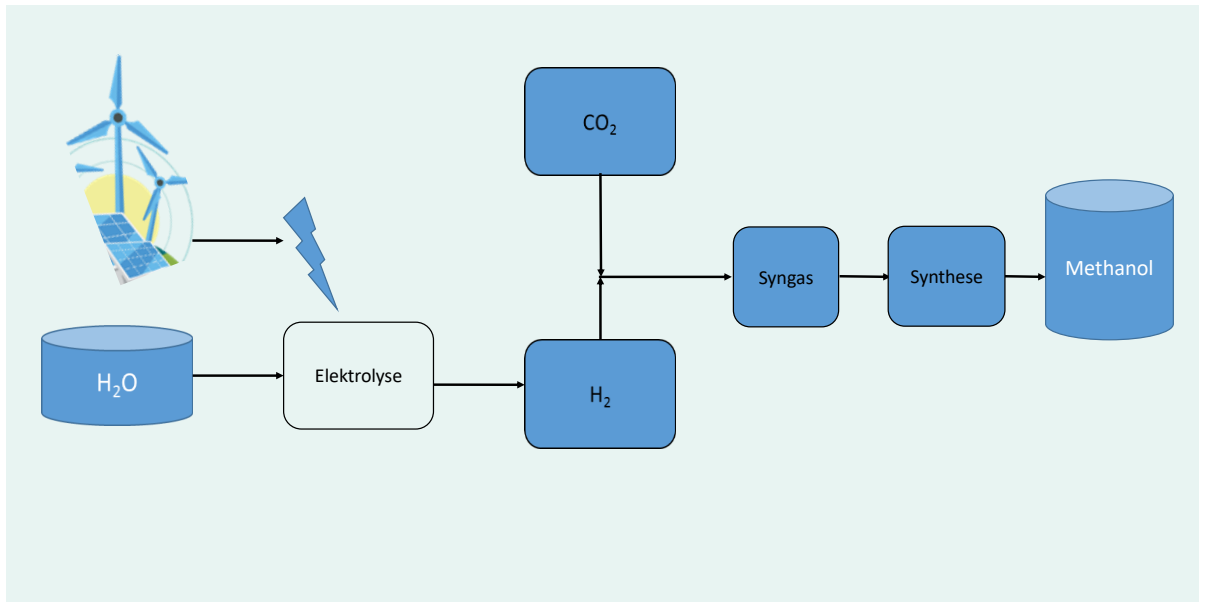 CO₂
Methanol
Syngas
Synthese
H₂O
Elektrolyse
H₂